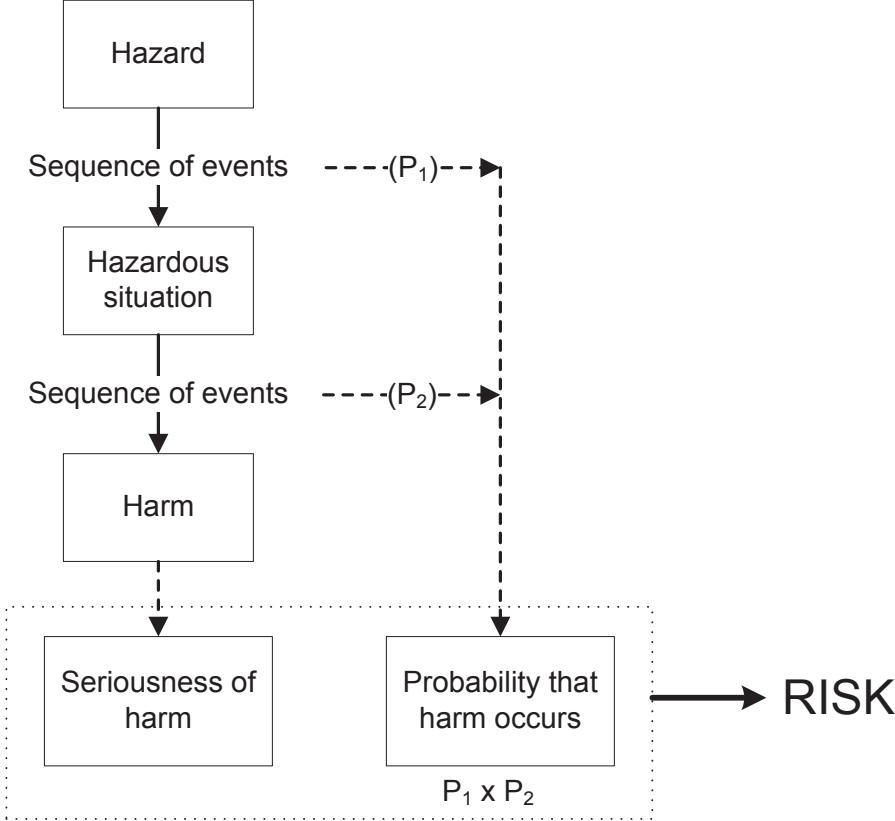 Hazard
Sequence of events
(P₁)
Hazardous
situation
Sequence of events
(P₂)
Harm
Seriousness of
harm
Probability that
harm occurs
P₁ x P₂
RISK